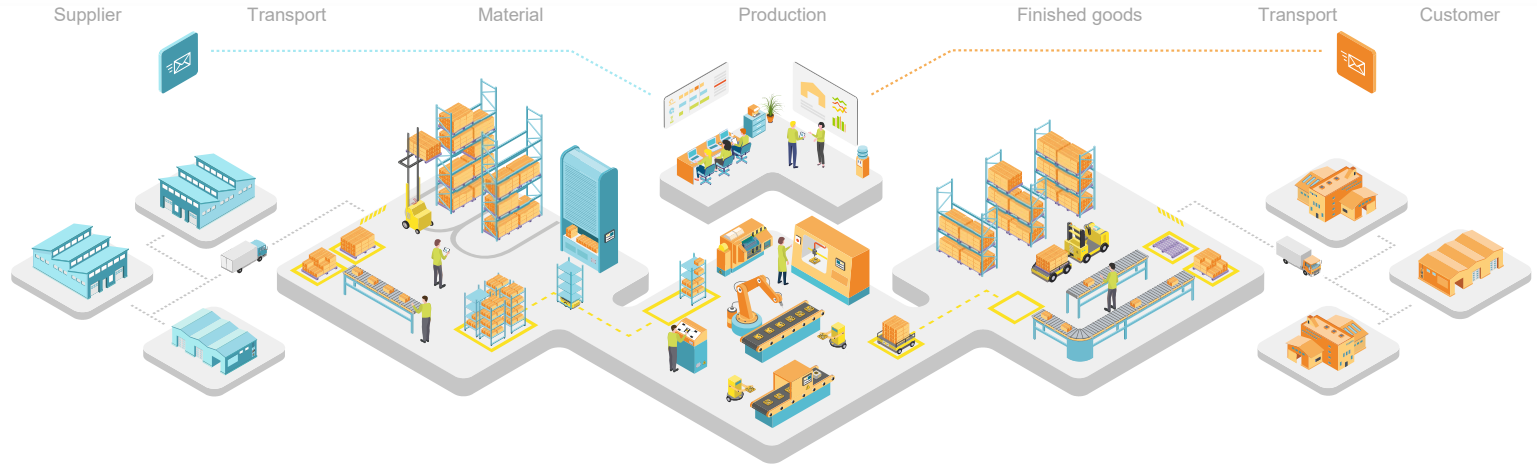 Supplier
Transport
Material
Production
Finished goods
Transport
Customer